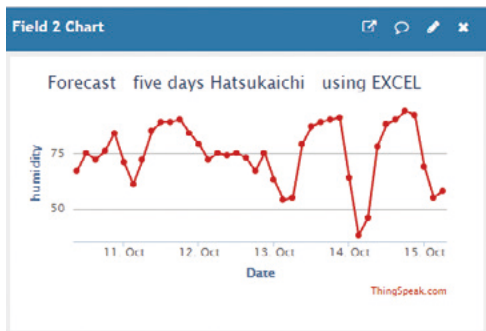 Field 2 Chart
Forecast five days Hatsukaichi using EXCEL
humidity
75
50
11. Oct 12. Oct 13. Oct 14. Oct 15. Oct
Date
ThingSpeak.com